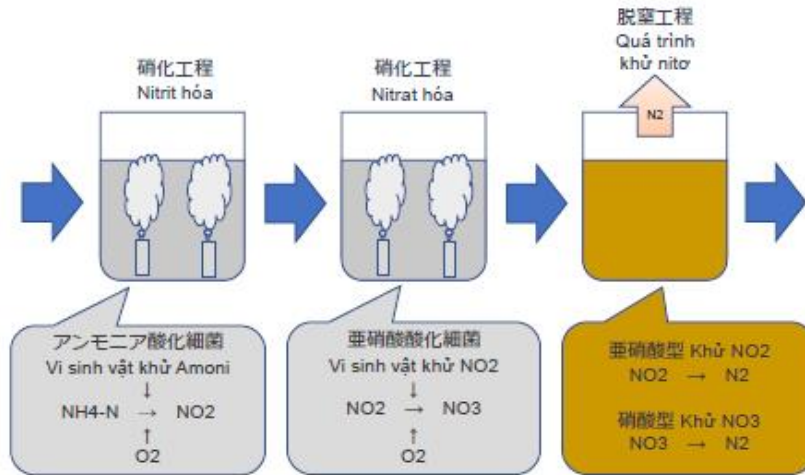 硝化工程
Nitrit hóa
硝化工程
Nitrat hóa
脱窒工程
Quá trình
khử nitơ
N2
アンモニア酸化細菌
Vi sinh vật khử Amoni
↓
NH4-N → NO2
↑
O2
亜硝酸酸化細菌
Vi sinh vật khử NO2
↓
NO2 → NO3
↑
O2
亜硝酸型 Khử NO2
NO2 → N2
硝酸型 Khử NO3
NO3 → N2